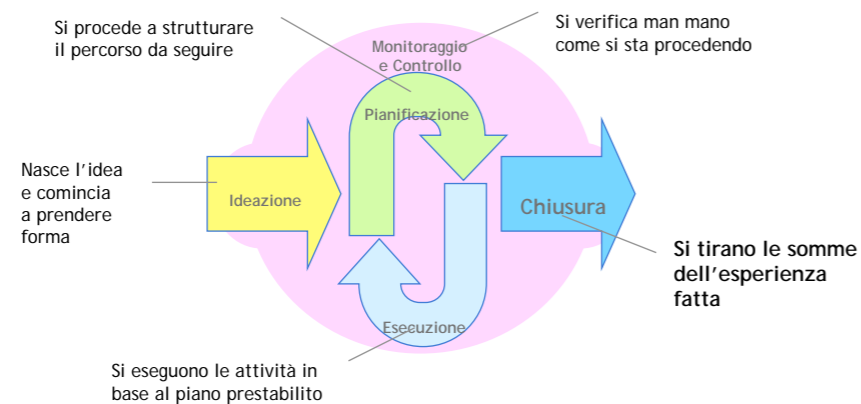 Si procede a strutturare
il percorso da seguire
Monitoraggio
e Controllo
Si verifica man mano
come si sta procedendo
Pianificazione
Nasce l'idea
e comincia
a prendere
forma
Ideazione
Chiusura
Si tirano le somme
dell'esperienza
fatta
Esecuzione
Si eseguono le attività in
base al piano prestabilito